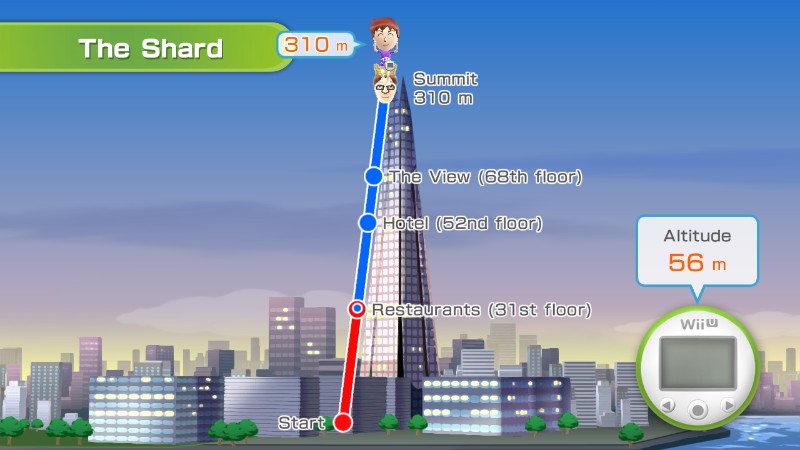 The Shard
310 m
Summit
310 m
The View (68th floor)
Hotel (52nd floor)
Restaurants (31st floor)
Start
Altitude
56 m
Wii U